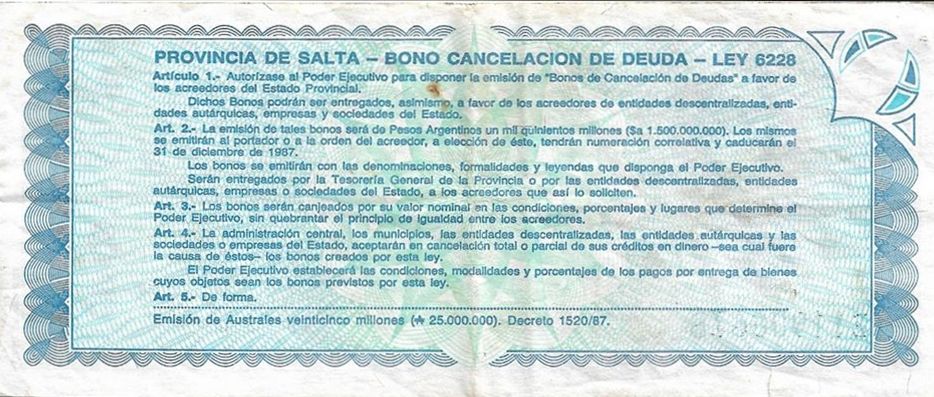 PROVINCIA DE SALTA – BONO CANCELACION DE DEUDA – LEY 6228
Artículo 1.- Autorízase al Poder Ejecutivo para disponer la emisión de "Bonos de Cancelación de Deudas" a favor de
los acreedores del Estado Provincial.
Dichos Bonos podrán ser entregados, asimismo, a favor de los acreedores de entidades descentralizadas, enti-
dades autárquicas, empresas y sociedades del Estado.
Art. 2.- La emisión de tales bonos será de Pesos Argentinos un mil quinientos millones ($a 1.500.000.000). Los mismos
se emitirán al portador o a la orden del acreedor, a elección de éste, tendrán numeración correlativa y caducarán el
31 de diciembre de 1987.
Los bonos se emitirán con las denominaciones, formalidades y leyendas que disponga el Poder Ejecutivo.
Serán entregados por la Tesorería General de la Provincia o por las entidades descentralizadas, entidades
autárquicas, empresas o sociedades del Estado, a los acreedores que así lo soliciten.
Art. 3.- Los bonos serán canjeados por su valor nominal en las condiciones, porcentajes y lugares que determine el
Poder Ejecutivo, sin quebrantar el principio de igualdad entre los acreedores.
Art. 4.- La administración central, los municipios, las entidades descentralizadas, las entidades autárquicas y las
sociedades o empresas del Estado, aceptarán en cancelación total o parcial de sus créditos en dinero –sea cual fuere
la causa de éstos– los bonos creados por esta ley.
El Poder Ejecutivo establecerá las condiciones, modalidades y porcentajes de los pagos por entrega de bienes
cuyos objetos sean los bonos previstos por esta ley.
Art. 5.- De forma.
Emisión de Australes veinticinco millones (₳ 25.000.000). Decreto 1520/87.